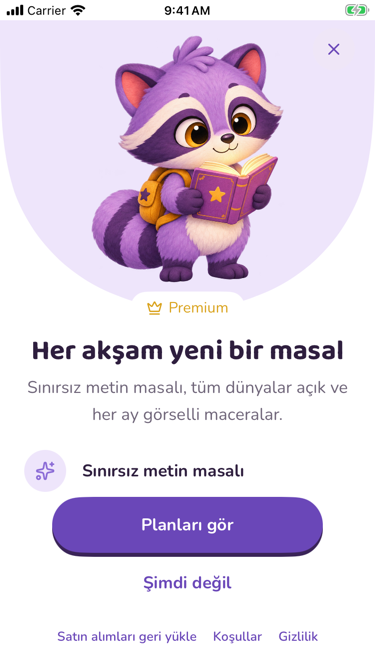 Carrier
9:41 AM
Premium
Her akşam yeni bir masal
Sınırsız metin masalı, tüm dünyalar açık ve
her ay görselli maceralar.
Sınırsız metin masalı
Planları gör
Şimdi değil
Satın alımları geri yükle Koşullar Gizlilik